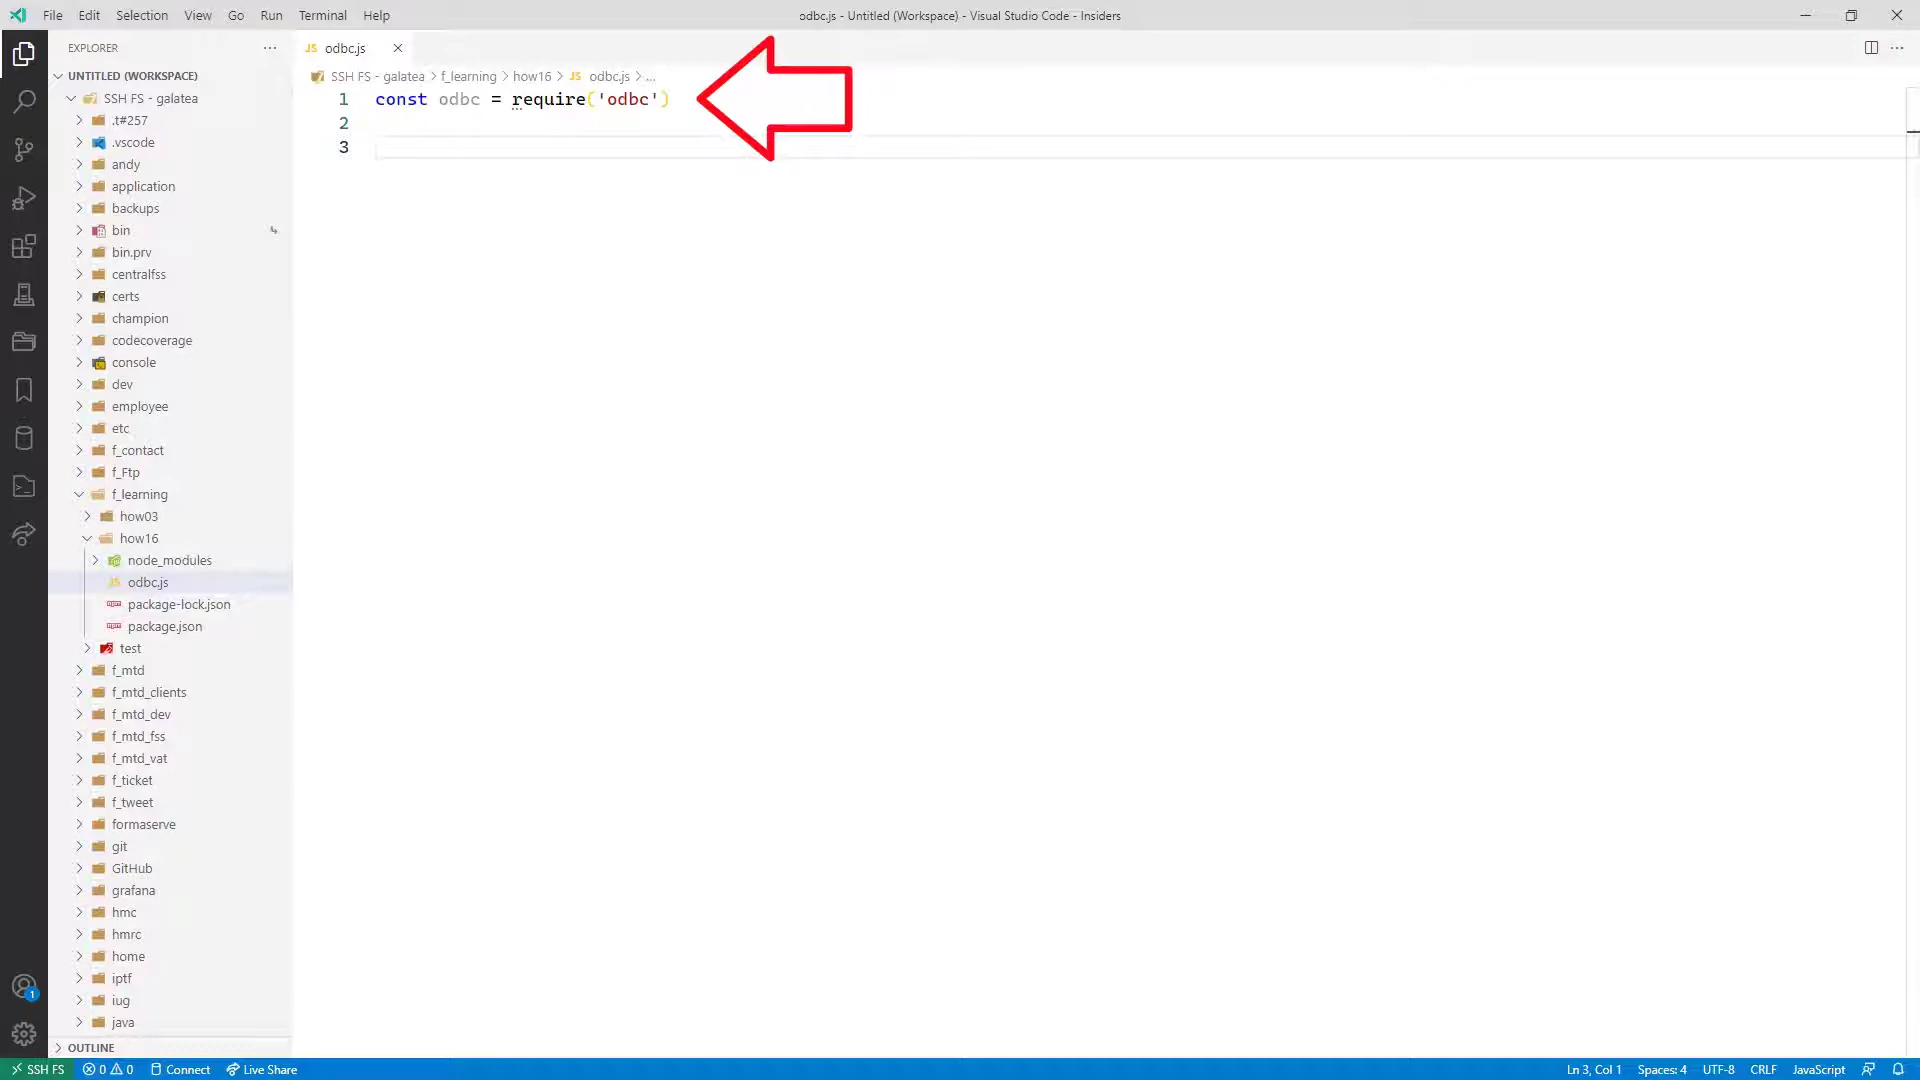 File Edit Selection View Go Run Terminal Help
odbc.js - Untitled (Workspace) - Visual Studio Code - Insiders
EXPLORER
UNTITLED (WORKSPACE)
SSH FS - galatea
.t#257
.vscode
andy
application
backups
bin
bin.prv
centralfss
certs
champion
codecoverage
console
dev
employee
etc
f_contact
f_Ftp
f_learning
how03
how16
node_modules
odbc.js
package-lock.json
package.json
test
f_mtd
f_mtd_clients
f_mtd_dev
f_mtd_fss
f_mtd_vat
f_ticket
f_tweet
formaserve
git
GitHub
grafana
hmc
hmrc
home
iptf
iug
java
OUTLINE
JS odbc.js
SSH FS - galatea > f_learning > how16 > JS odbc.js > ...
1 const odbc = require('odbc')
2
3
1
SSH FS 0 0 Connect Live Share Ln 3, Col 1 Spaces: 4 UTF-8 CRLF JavaScript